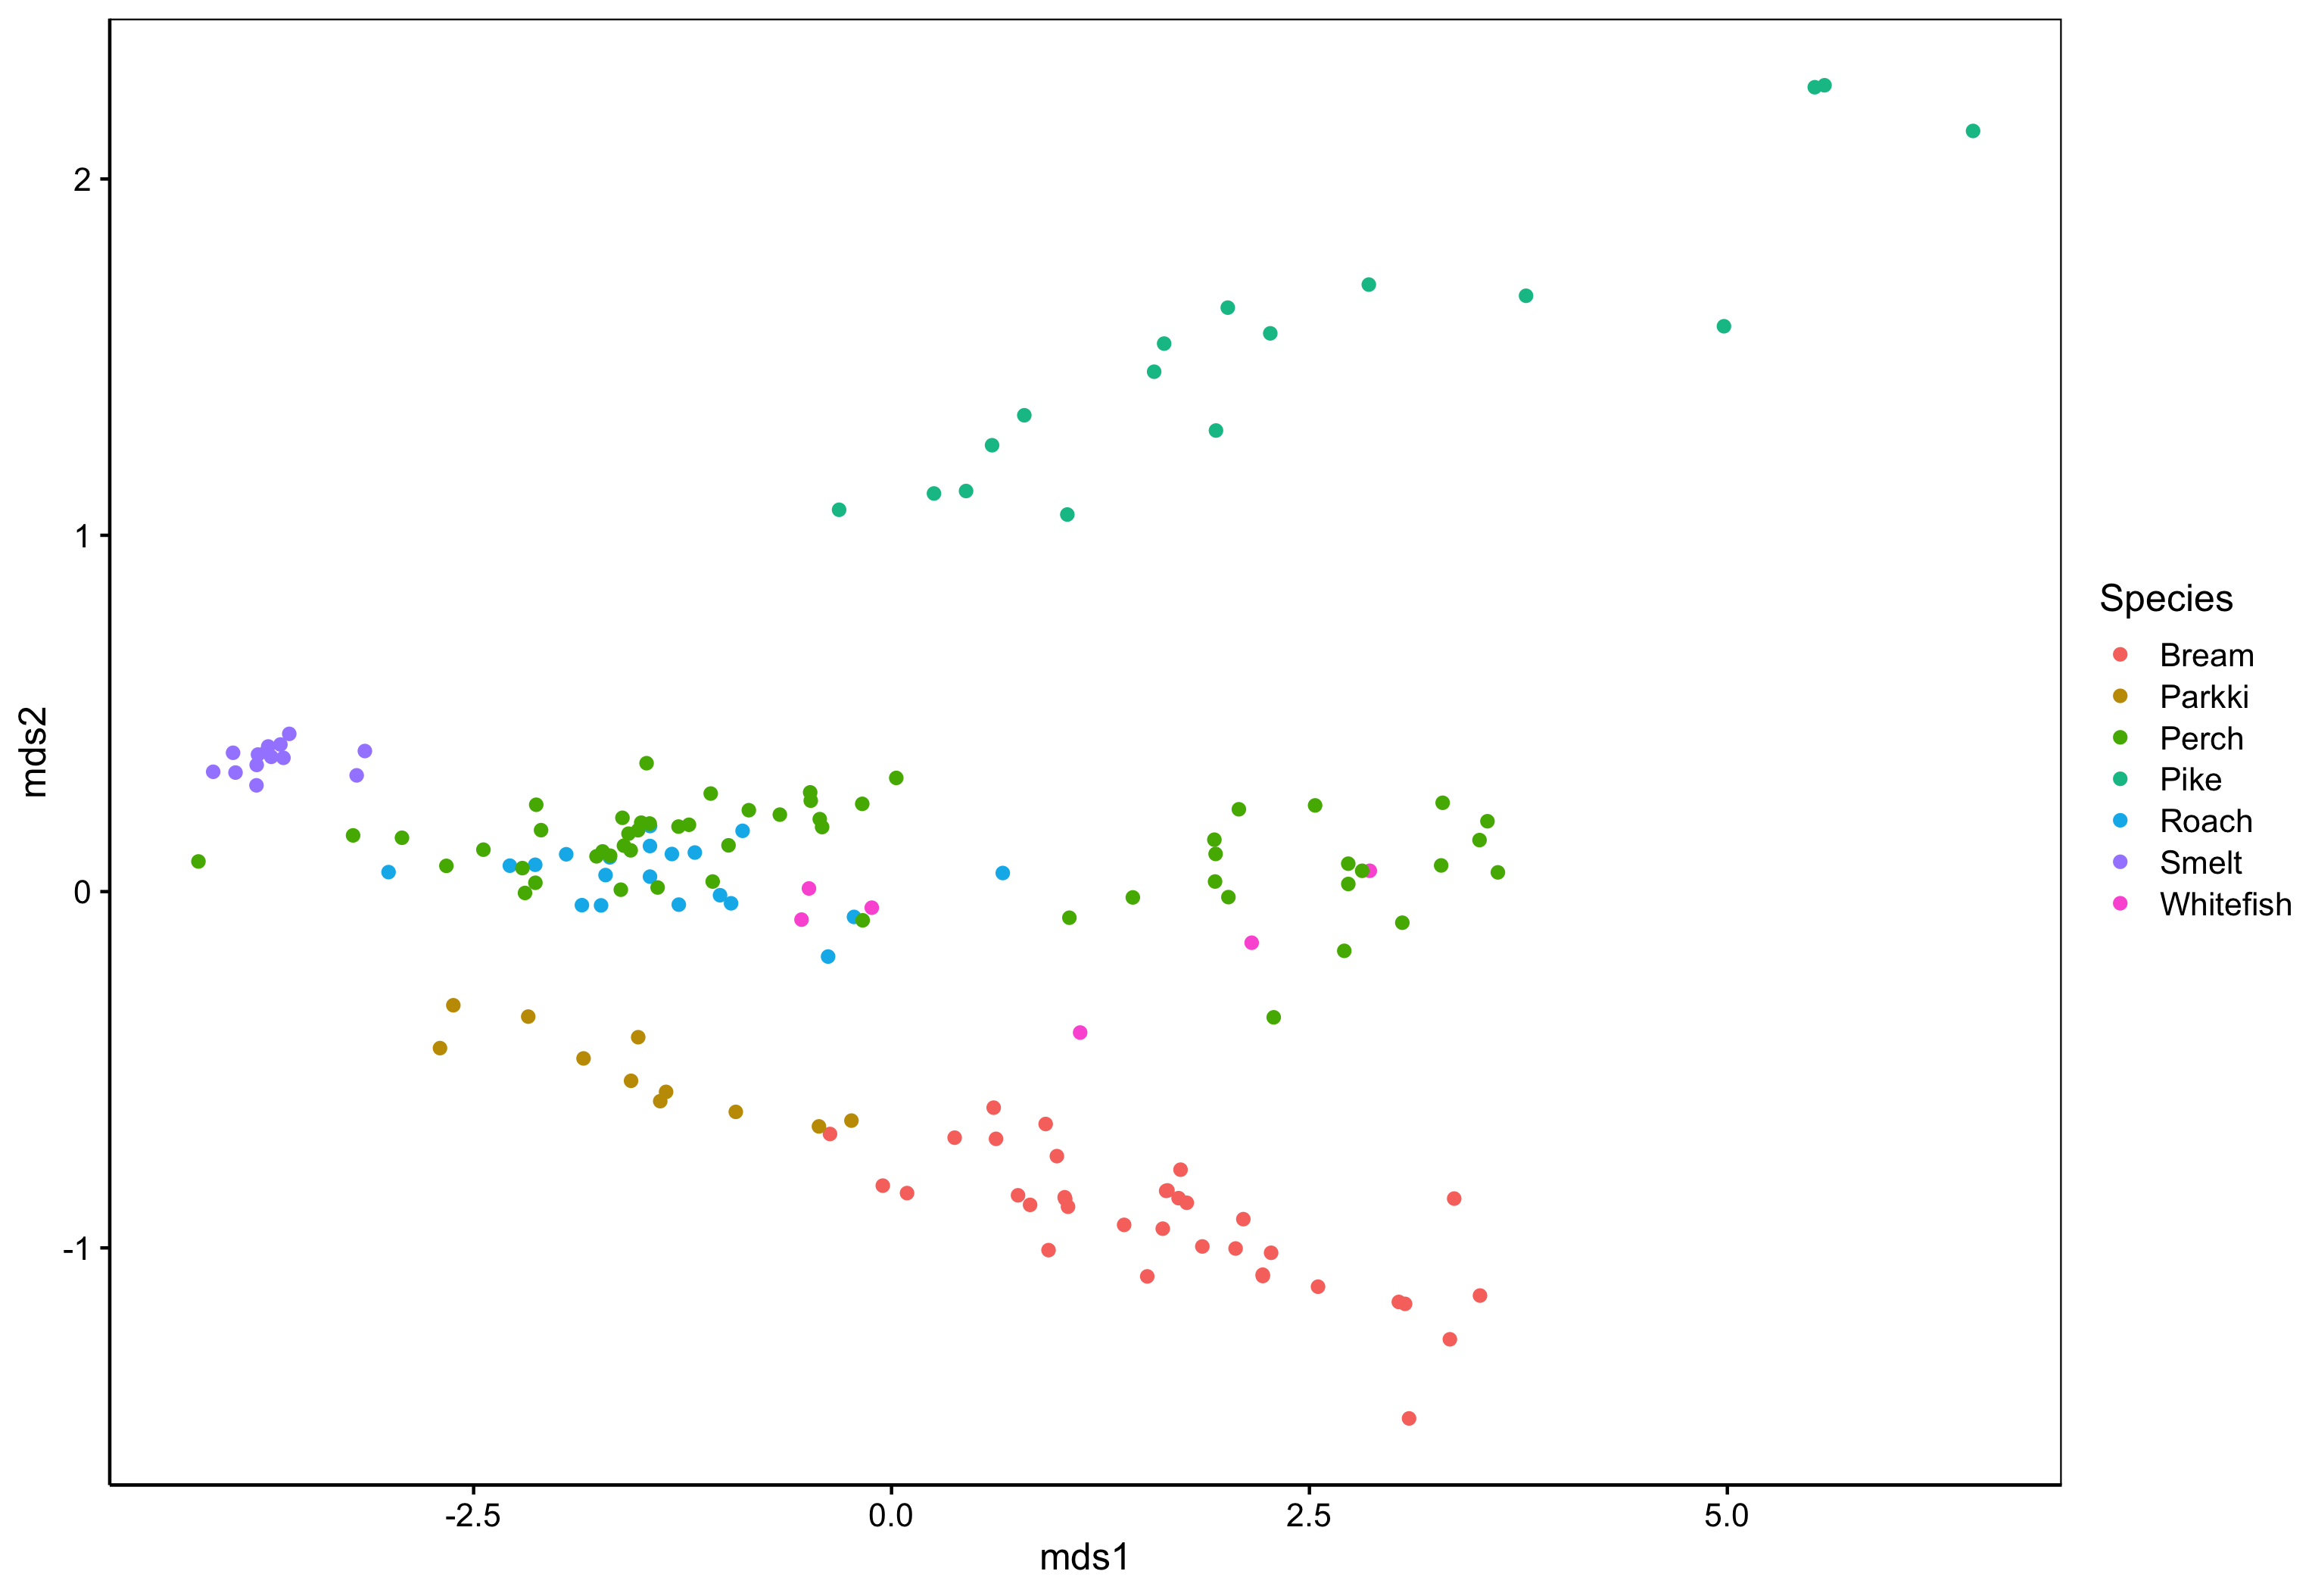 2
1
0
-1
mds2
-2.5
0.0
2.5
5.0
mds1
Species
Bream
Parkki
Perch
Pike
Roach
Smelt
Whitefish